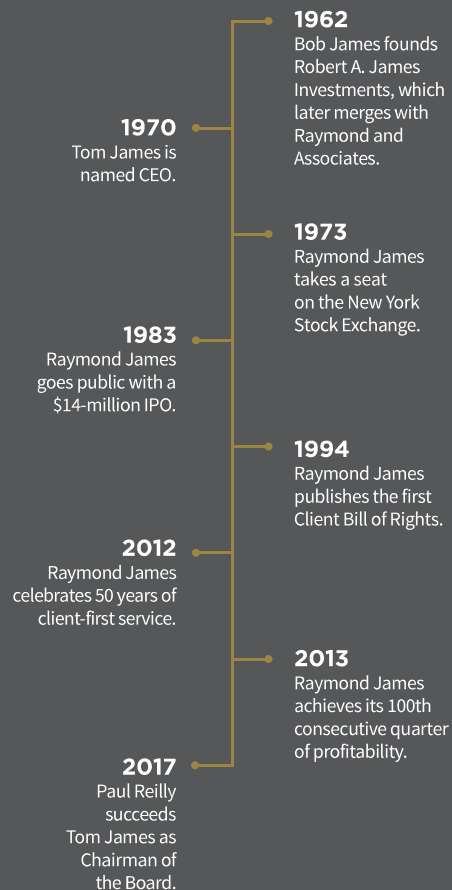 1962
Bob James founds
Robert A. James
Investments, which
later merges with
Raymond and
Associates.
1970
Tom James is
named CEO.
1973
Raymond James
takes a seat
on the New York
Stock Exchange.
1983
Raymond James
goes public with a
$14-million IPO.
1994
Raymond James
publishes the first
Client Bill of Rights.
2012
Raymond James
celebrates 50 years of
client-first service.
2013
Raymond James
achieves its 100th
consecutive quarter
of profitability.
2017
Paul Reilly
succeeds
Tom James as
Chairman of
the Board.